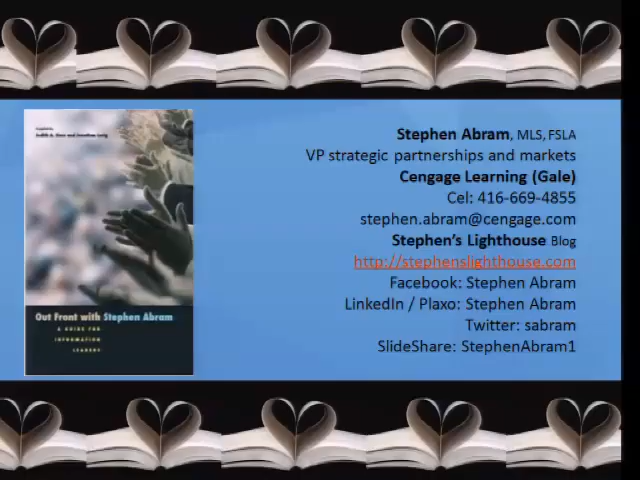 Out Front with Stephen Abram
A GUIDE FOR
INFORMATION
LEADERS
Stephen Abram, MLS, FSLA
VP strategic partnerships and markets
Cengage Learning (Gale)
Cel: 416-669-4855
stephen.abram@cengage.com
Stephen's Lighthouse Blog
http://stephenslighthouse.com
Facebook: Stephen Abram
LinkedIn / Plaxo: Stephen Abram
Twitter: sabram
SlideShare: StephenAbram1